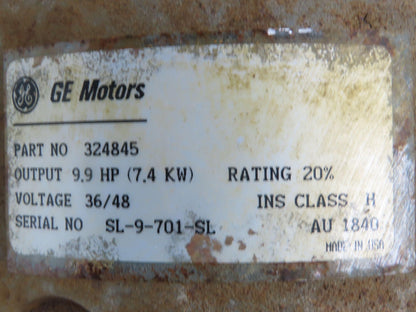 GE Motors
PART NO 324845
OUTPUT 9.9 HP (7.4 KW) RATING 20%
VOLTAGE 36/48 INS CLASS. H
SERIAL NO SL-9-701-SL AU 1840
MADE IN USA